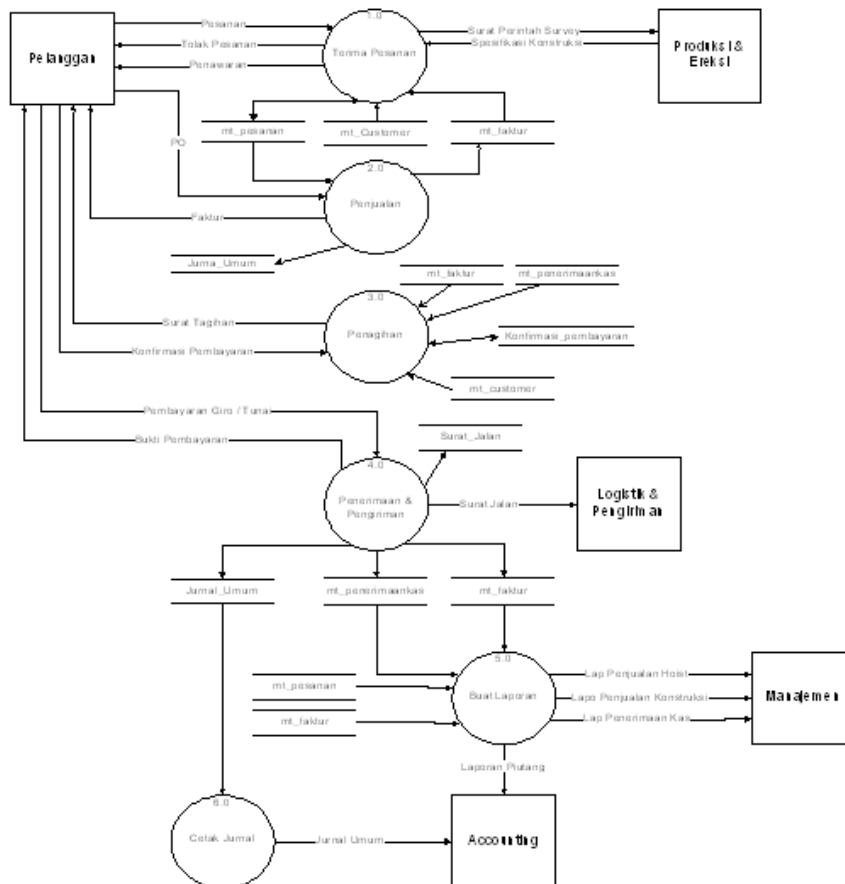 1.0
Pesanan
Surat Perintah Survey
Tolak Pesanan
Spesifikasi Konstruksi
Pelanggan
Terima Pesanan
Produksi &
Ereksi
Penawaran
mt_pesanan
mt_Customer
mt_faktur
PO
2.0
Penjualan
Faktur
Jurna_Umum
mt_faktur
mt_penerimaankas
3.0
Surat Tagihan
Penagihan
Konfirmasi_pembayaran
Konfirmasi Pembayaran
mt_customer
Pembayaran Giro / Tunai
Bukti Pembayaran
Surat_Jalan
4.0
Penerimaan &
Pengiriman
Surat Jalan
Logistik &
Pengiriman
Jurnal_Umum
mt_penerimaankas
mt_faktur
5.0
Lap Penjualan Hoist
mt_pesanan
Buat Laporan
Lapo Penjualan Konstruksi
Manajemen
mt_faktur
Lap Penerimaan Kas
Laporan Piutang
6.0
Cetak Jurnal
Jurnal Umum
Accounting